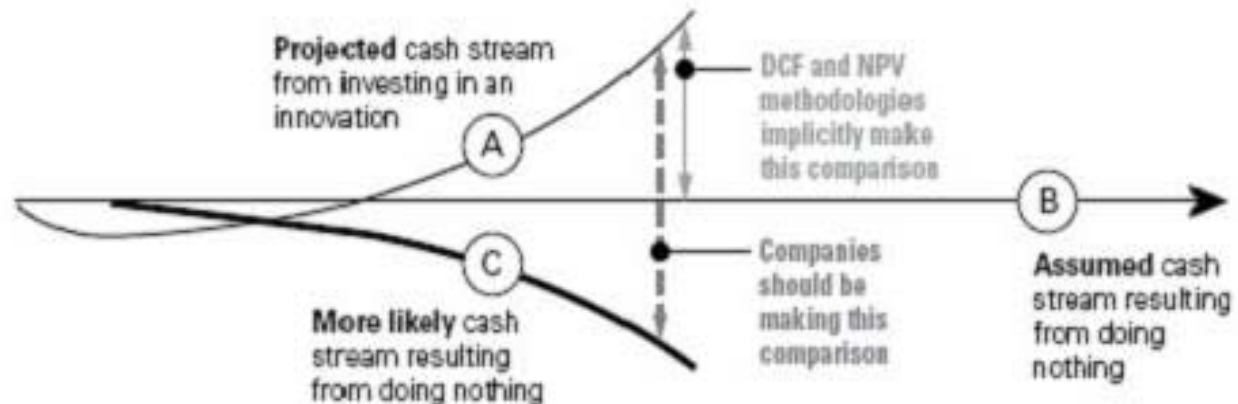 Projected cash stream
from investing in an
innovation
A
DCF and NPV
methodologies
implicitly make
this comparison
B
C
More likely cash
stream resulting
from doing nothing
Companies
should be
making this
comparison
Assumed cash
stream resulting
from doing
nothing